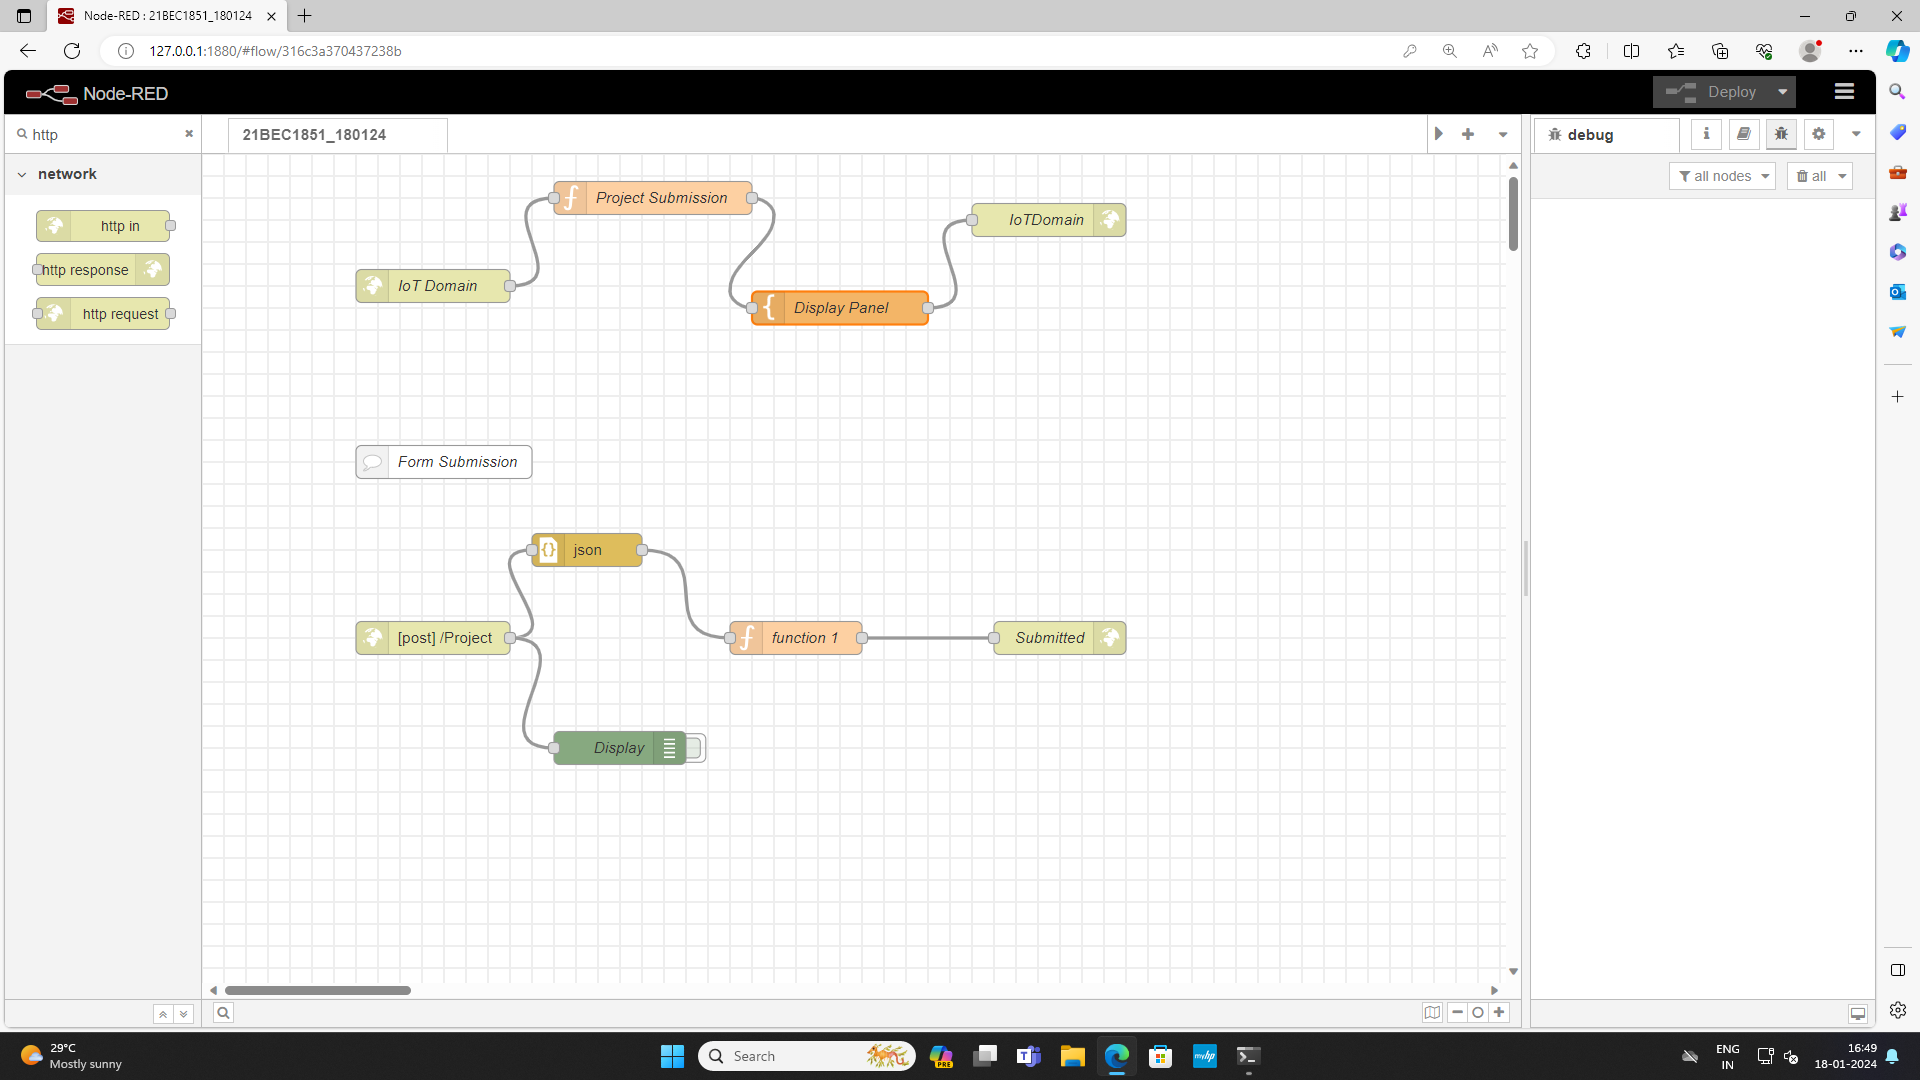 Node-RED : 21BEC1851_180124
127.0.0.1:1880/#flow/316c3a370437238b
Node-RED
Deploy
http
21BEC1851_180124
debug
network
all nodes
all
http in
http response
http request
Project Submission
IoTDomain
IoT Domain
Display Panel
Form Submission
json
[post] /Project
function 1
Submitted
Display
29°C
Mostly sunny
Search
PRE
myhp
ENG
IN
16:49
18-01-2024